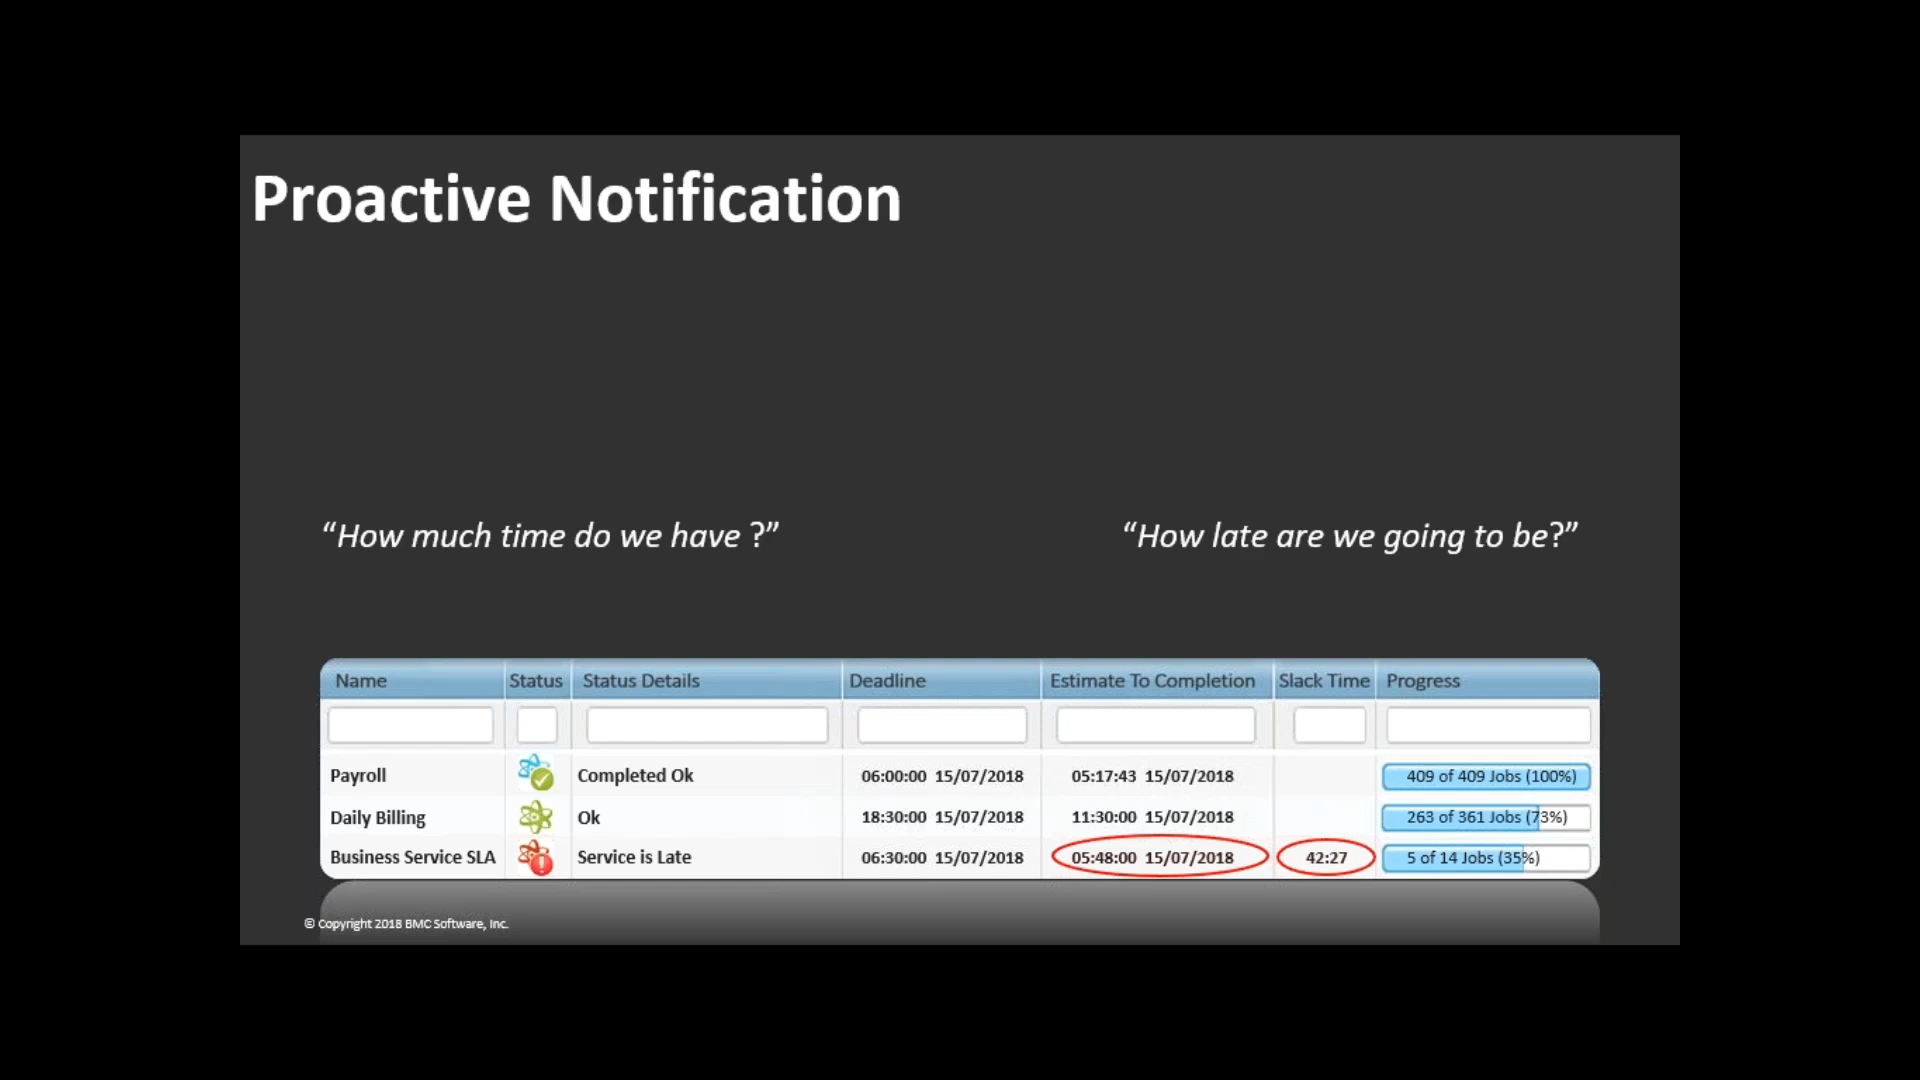 Proactive Notification
“How much time do we have ?”
“How late are we going to be?”
Name Status Status Details Deadline Estimate To Completion Slack Time Progress
Payroll Completed Ok 06:00:00 15/07/2018 05:17:43 15/07/2018 409 of 409 Jobs (100%)
Daily Billing Ok 18:30:00 15/07/2018 11:30:00 15/07/2018 263 of 361 Jobs (73%)
Business Service SLA Service is Late 06:30:00 15/07/2018 05:48:00 15/07/2018 42:27 5 of 14 Jobs (35%)
© Copyright 2018 BMC Software, Inc.